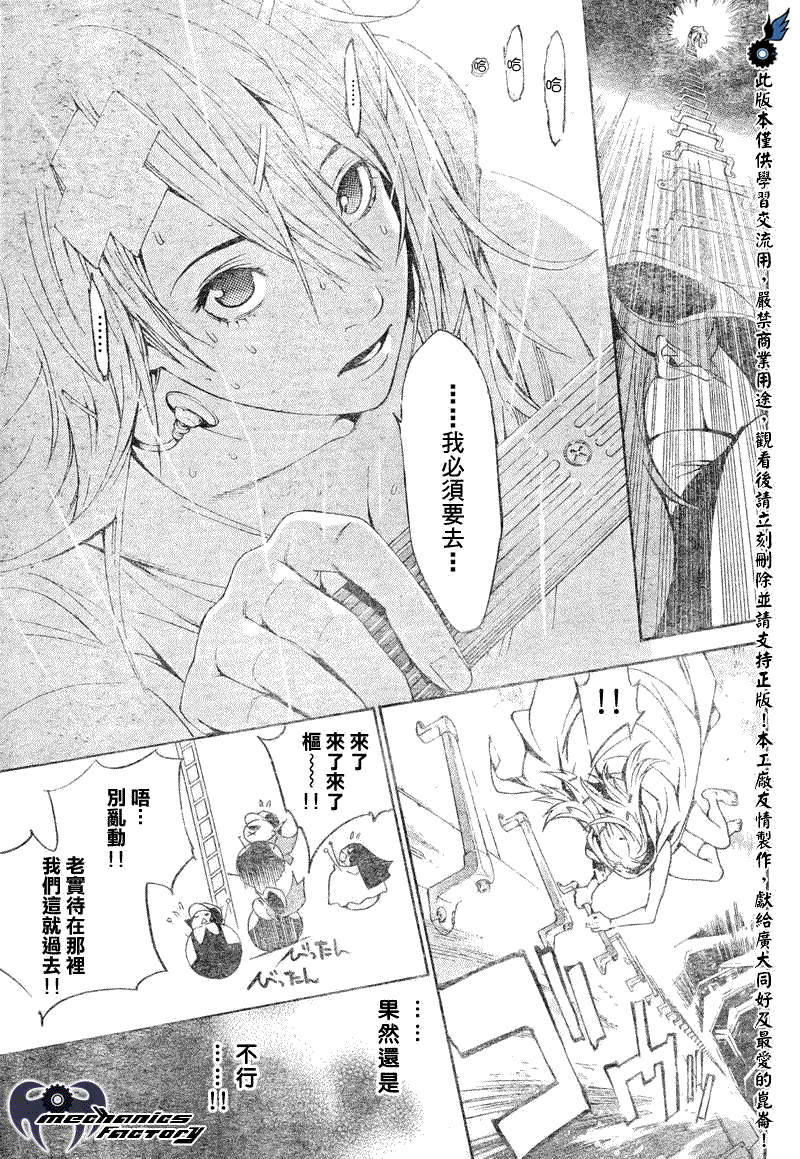 哈
哈
哈
……
……
……我必須要去…
!!
ゴウ
來了
來了來了
樞~~!!
唔…
別亂動!!
老實待在那裡
我們這就過去!!
びったん
びったん
……
果然還是
不行
……!!
此版本僅供學習交流用，嚴禁商業用途，觀看後請立刻刪除並請支持正版！本工廠友情製作，獻給廣大同好及最愛的崑崙！
mechanics
factory